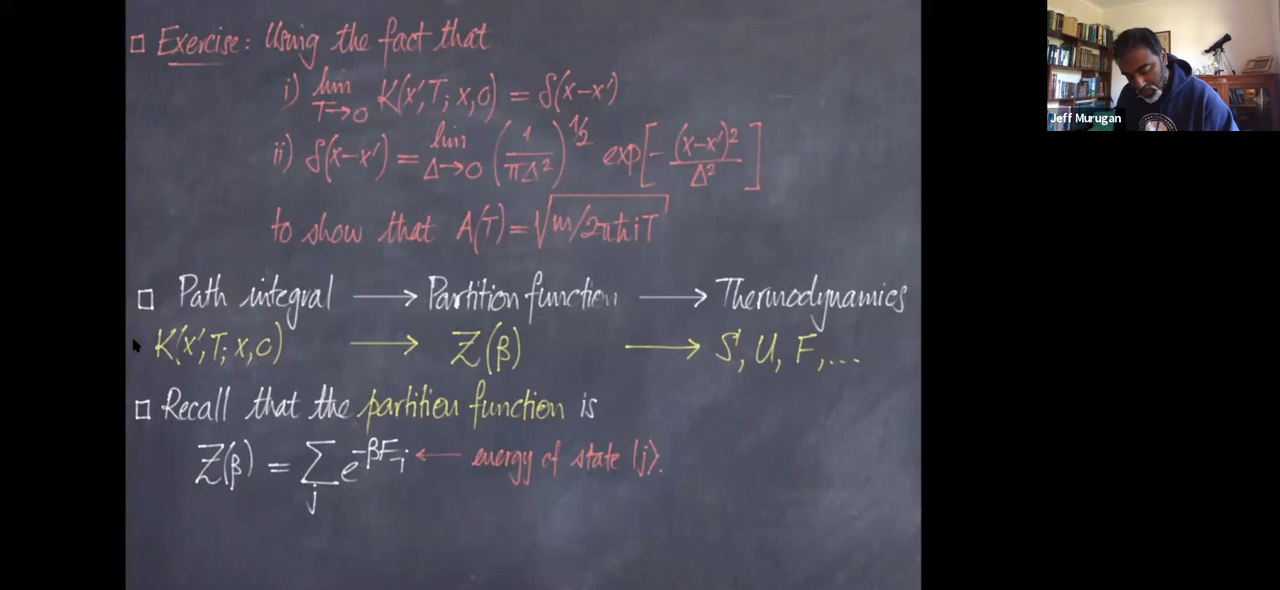 □ Exercise: Using the fact that
i) lim T→0 K(x',T; x,0) = δ(x-x')
ii) δ(x-x') = lim Δ→0 (1/πΔ²)^1/2 exp[-(x-x')²/Δ²]
to show that A(T) = √m/2πħiT
□ Path integral → Partition function → Thermodynamics
K(x',T; x,0) → Z(β) → S, U, F, ...
□ Recall that the partition function is
Z(β) = ∑j e^-βEj ← energy of state |j⟩.
Jeff Murugan